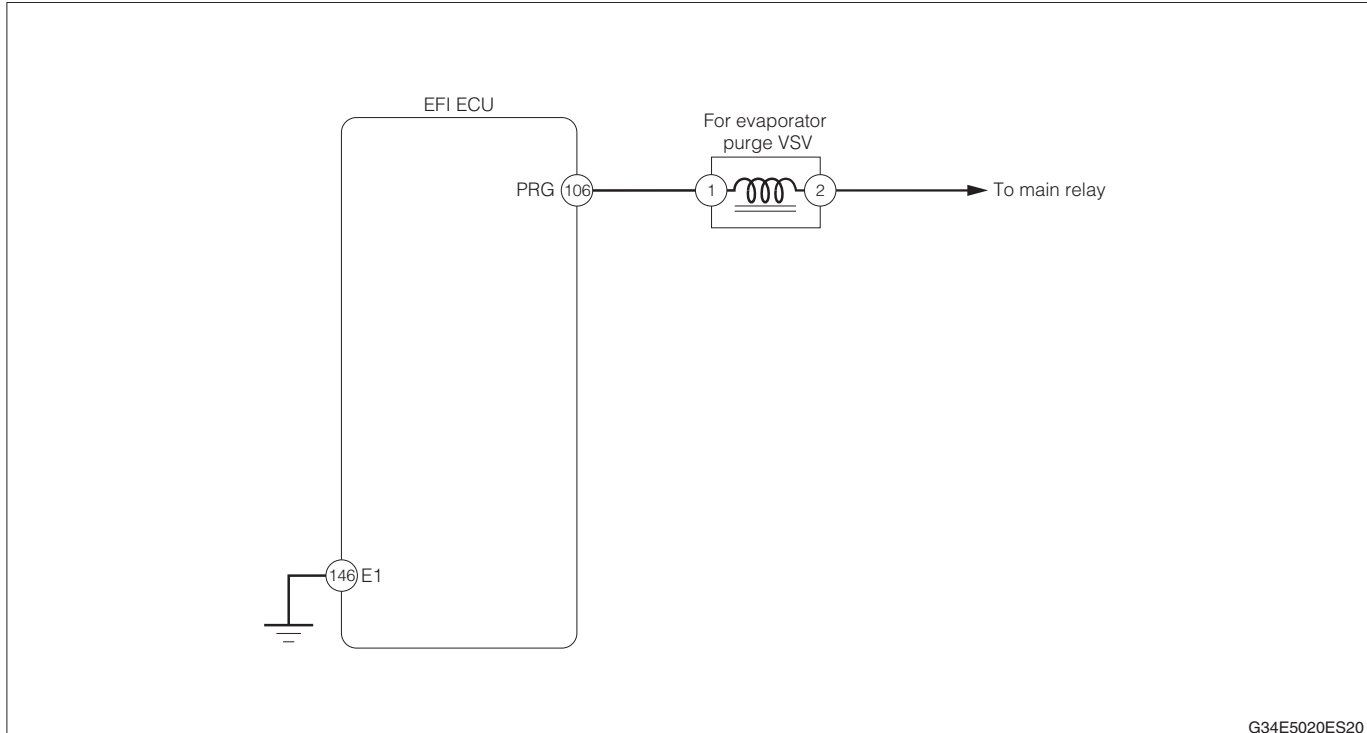 EFI ECU
For evaporator
purge VSV
PRG 106
1
2
To main relay
146 E1
G34E5020ES20